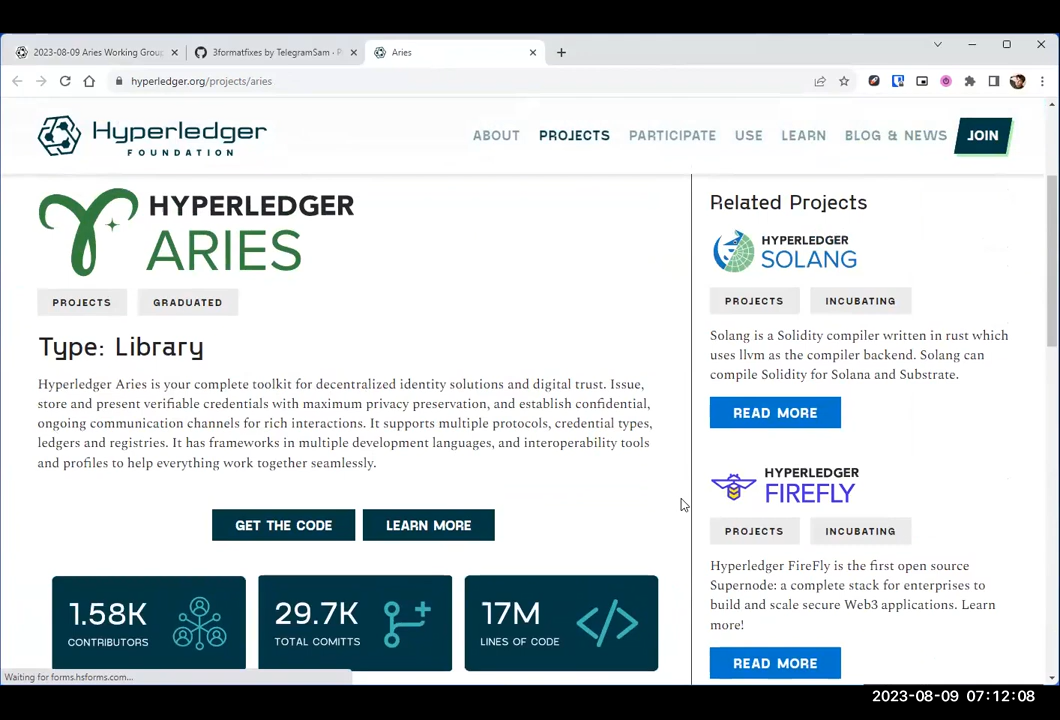 2023-08-09 Aries Working Grou
3formatfixes by TelegramSam · P
Aries
hyperledger.org/projects/aries
Hyperledger
FOUNDATION
ABOUT
PROJECTS
PARTICIPATE
USE
LEARN
BLOG & NEWS
JOIN
HYPERLEDGER
ARIES
PROJECTS
GRADUATED
Type: Library
Hyperledger Aries is your complete toolkit for decentralized identity solutions and digital trust. Issue,
store and present verifiable credentials with maximum privacy preservation, and establish confidential,
ongoing communication channels for rich interactions. It supports multiple protocols, credential types,
ledgers and registries. It has frameworks in multiple development languages, and interoperability tools
and profiles to help everything work together seamlessly.
GET THE CODE
LEARN MORE
1.58K
CONTRIBUTORS
29.7K
TOTAL COMITTS
17M
LINES OF CODE
Related Projects
HYPERLEDGER
SOLANG
PROJECTS
INCUBATING
Solang is a Solidity compiler written in rust which
uses llvm as the compiler backend. Solang can
compile Solidity for Solana and Substrate.
READ MORE
HYPERLEDGER
FIREFLY
PROJECTS
INCUBATING
Hyperledger FireFly is the first open source
Supernode: a complete stack for enterprises to
build and scale secure Web3 applications. Learn
more!
READ MORE
Waiting for forms.hsforms.com...
2023-08-09 07:12:08